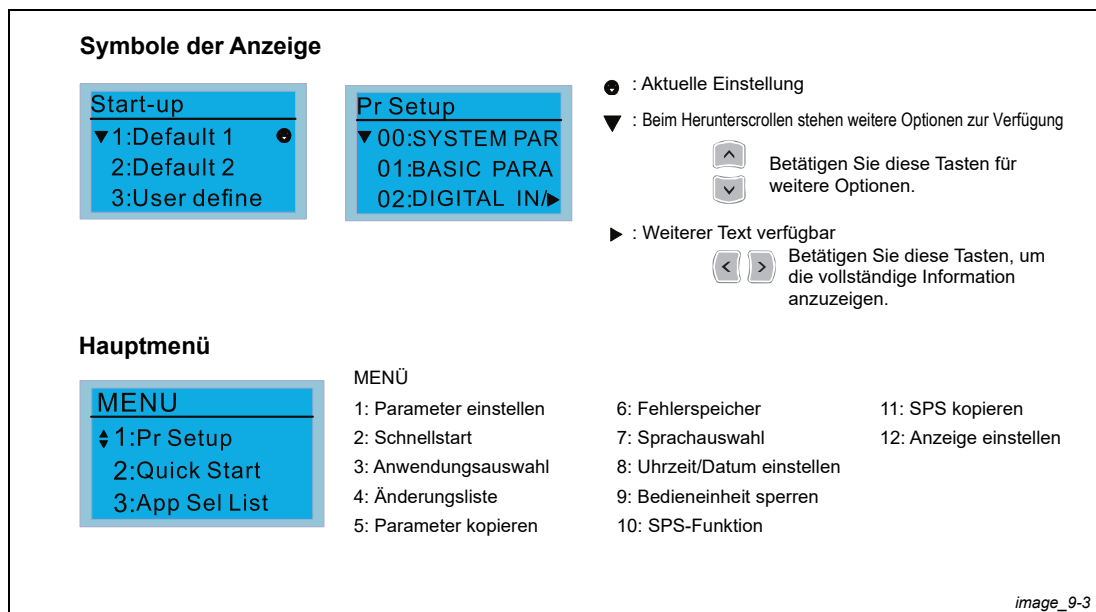 Symbole der Anzeige
Start-up
▼1:Default 1
2:Default 2
3:User define
Pr Setup
▼00:SYSTEM PAR
01:BASIC PARA
02:DIGITAL IN/▶
: Aktuelle Einstellung
▼ : Beim Herunterscrollen stehen weitere Optionen zur Verfügung
Betätigen Sie diese Tasten für
weitere Optionen.
▶ : Weiterer Text verfügbar
Betätigen Sie diese Tasten, um
die vollständige Information
anzuzeigen.
Hauptmenü
MENU
1:Pr Setup
2:Quick Start
3:App Sel List
MENÜ
1: Parameter einstellen
2: Schnellstart
3: Anwendungsauswahl
4: Änderungsliste
5: Parameter kopieren
6: Fehlerspeicher
7: Sprachauswahl
8: Uhrzeit/Datum einstellen
9: Bedieneinheit sperren
10: SPS-Funktion
11: SPS kopieren
12: Anzeige einstellen
image_9-3